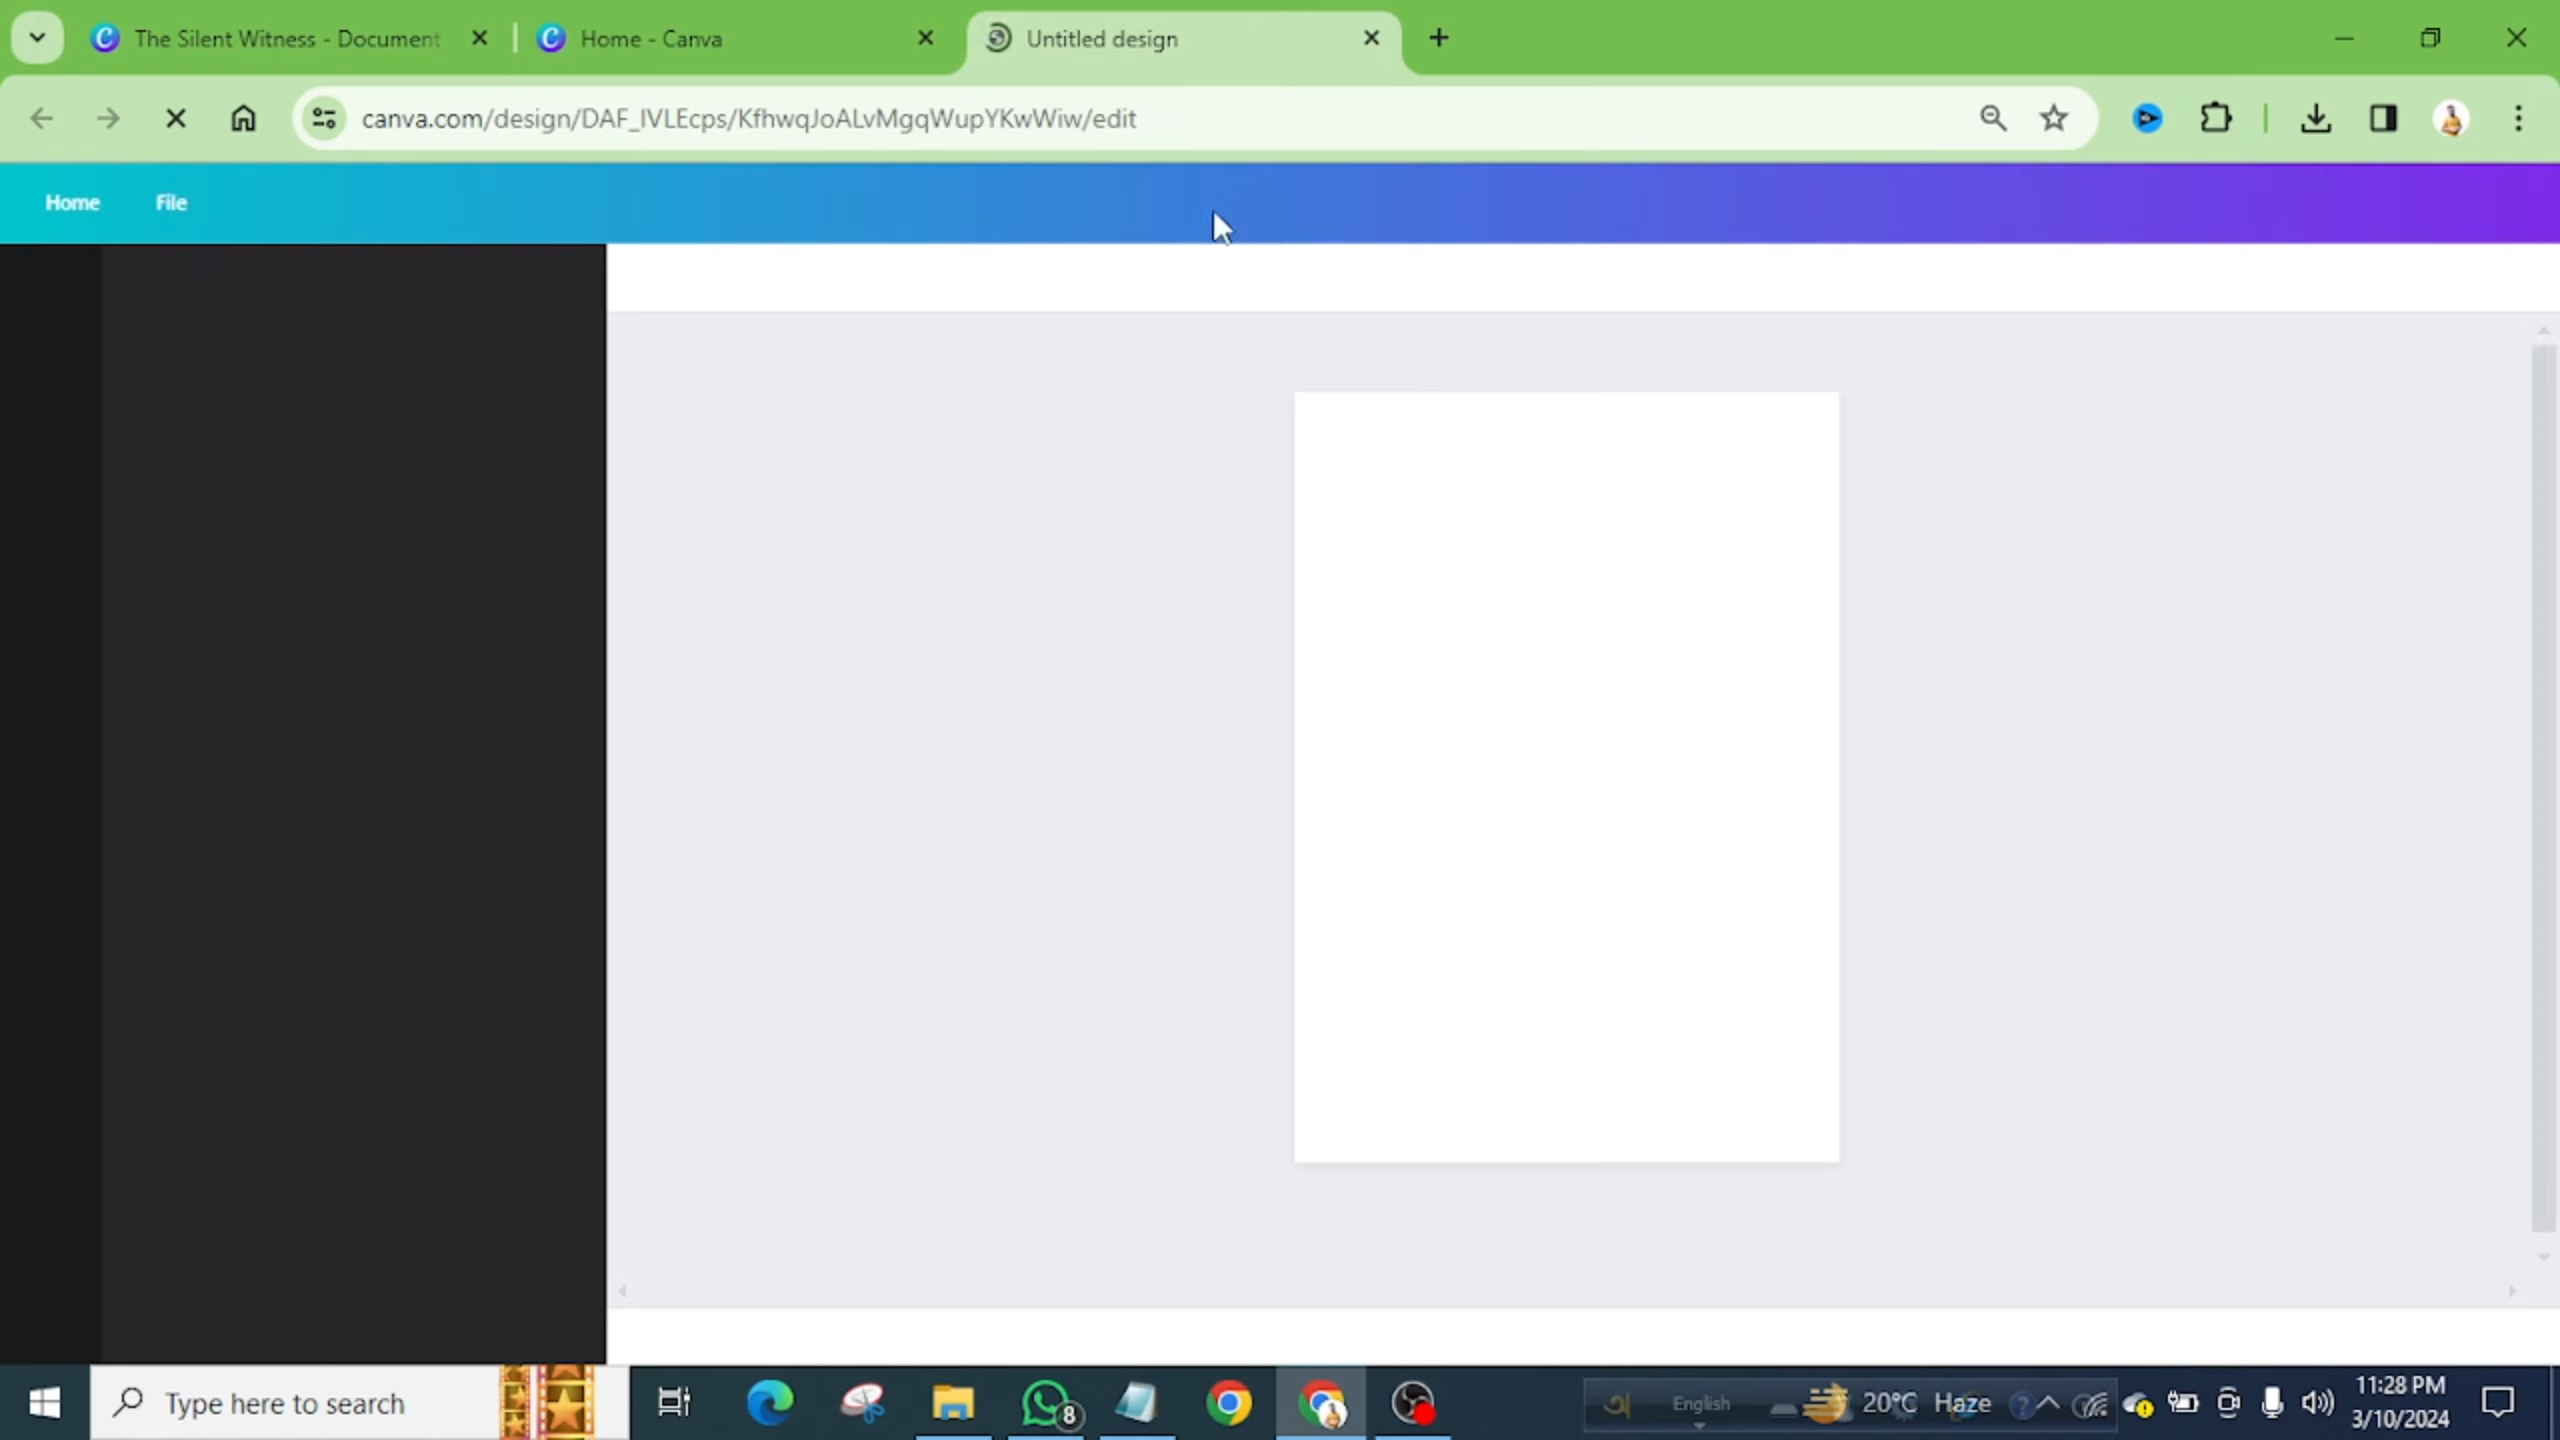 The Silent Witness - Document
Home - Canva
Untitled design
canva.com/design/DAF_IVLEcps/KfhwqJoALvMgqWupYKwWiw/edit
Home
File
Type here to search
8
English
20°C Haze
11:28 PM
3/10/2024